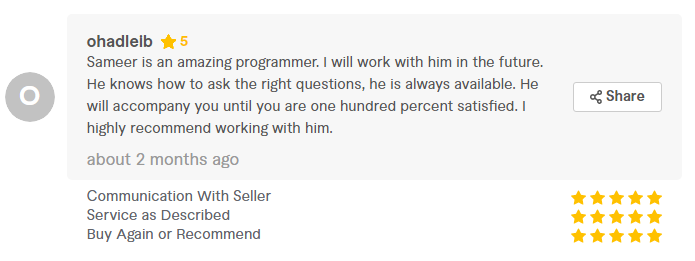 ohadleib 5
Sameer is an amazing programmer. I will work with him in the future.
He knows how to ask the right questions, he is always available. He
will accompany you until you are one hundred percent satisfied. I
highly recommend working with him.
about 2 months ago
O
Share
Communication With Seller
Service as Described
Buy Again or Recommend